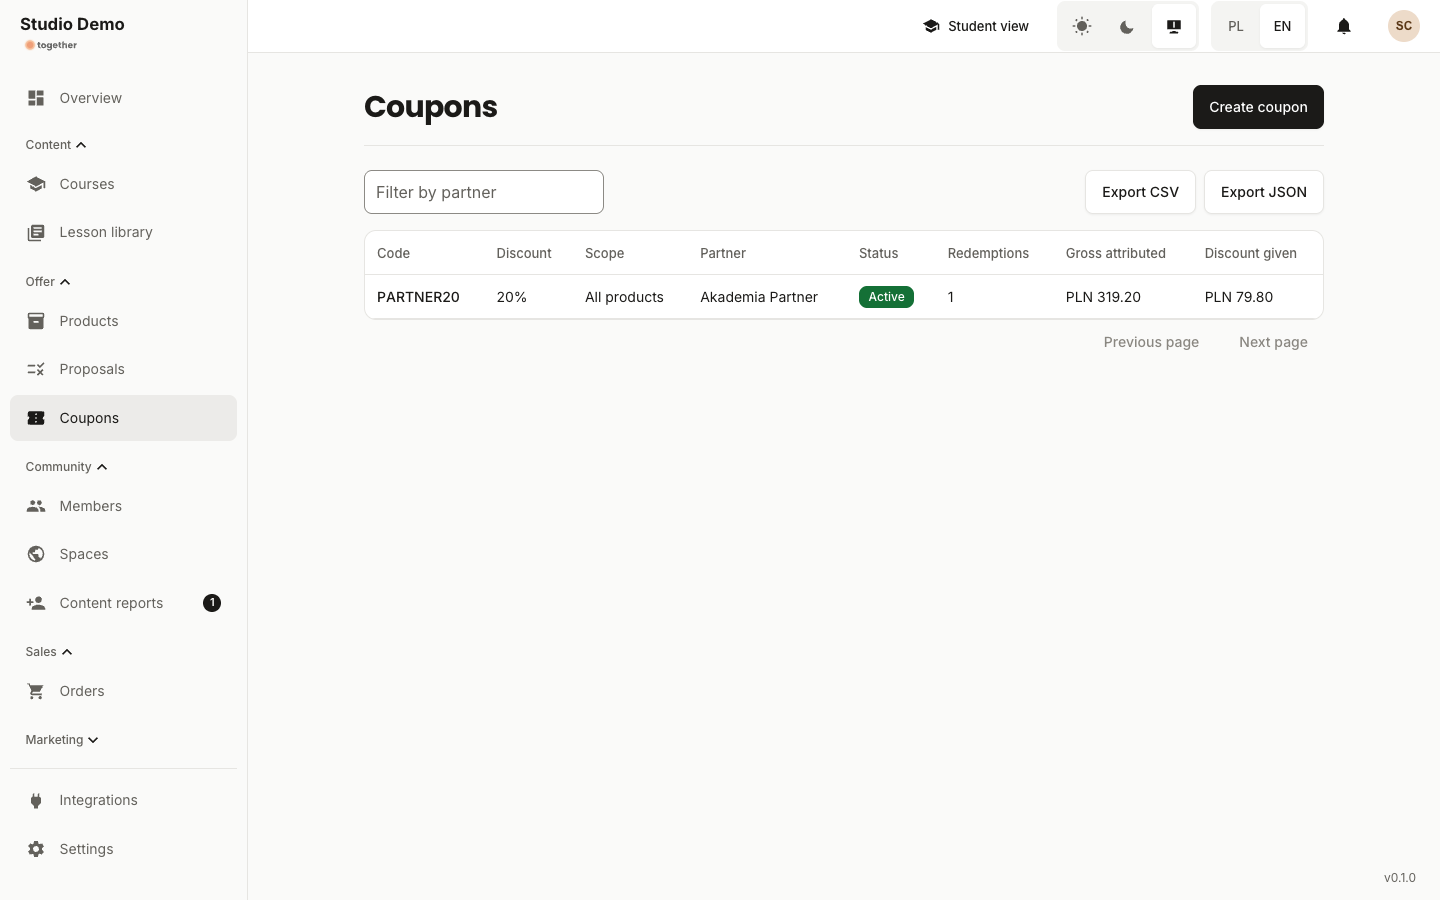 Studio Demo
together
Student view
PL
EN
SC
Overview
Content
Courses
Lesson library
Offer
Products
Proposals
Coupons
Community
Members
Spaces
Content reports 1
Sales
Orders
Marketing
Integrations
Settings
Coupons
Create coupon
Filter by partner
Export CSV
Export JSON
Code Discount Scope Partner Status Redemptions Gross attributed Discount given
PARTNER20 20% All products Akademia Partner Active 1 PLN 319.20 PLN 79.80
Previous page
Next page
v0.1.0